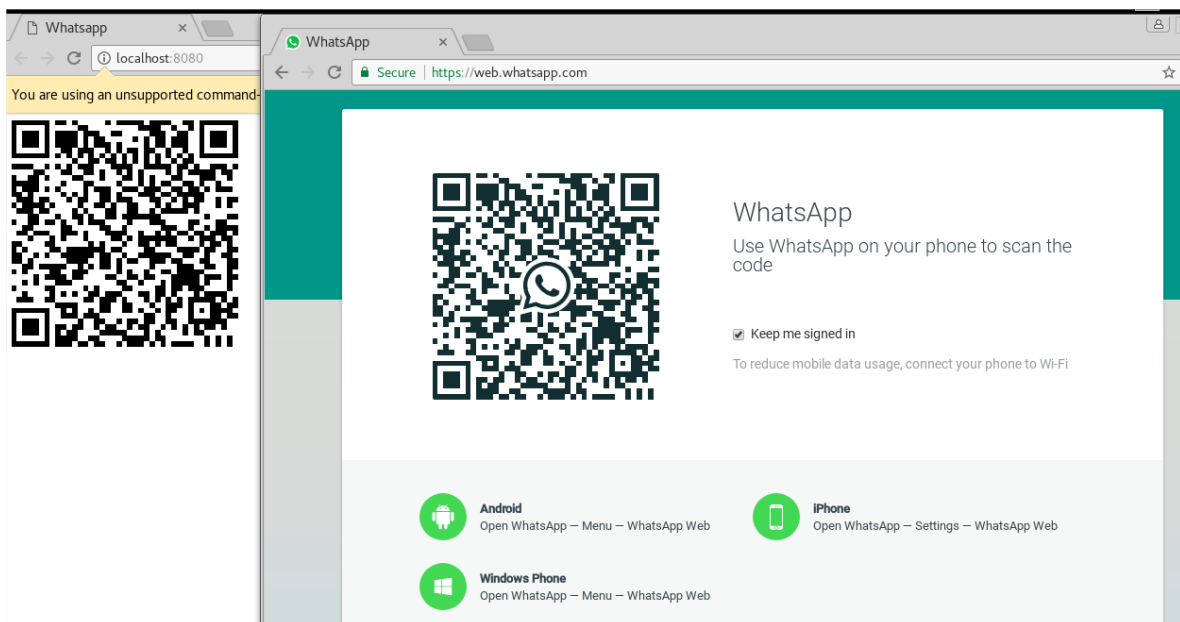 Whatsapp
localhost:8080
You are using an unsupported command-
WhatsApp
Secure
https://web.whatsapp.com
WhatsApp
Use WhatsApp on your phone to scan the
code
Keep me signed in
To reduce mobile data usage, connect your phone to Wi-Fi
Android
Open WhatsApp — Menu — WhatsApp Web
iPhone
Open WhatsApp — Settings — WhatsApp Web
Windows Phone
Open WhatsApp — Menu — WhatsApp Web